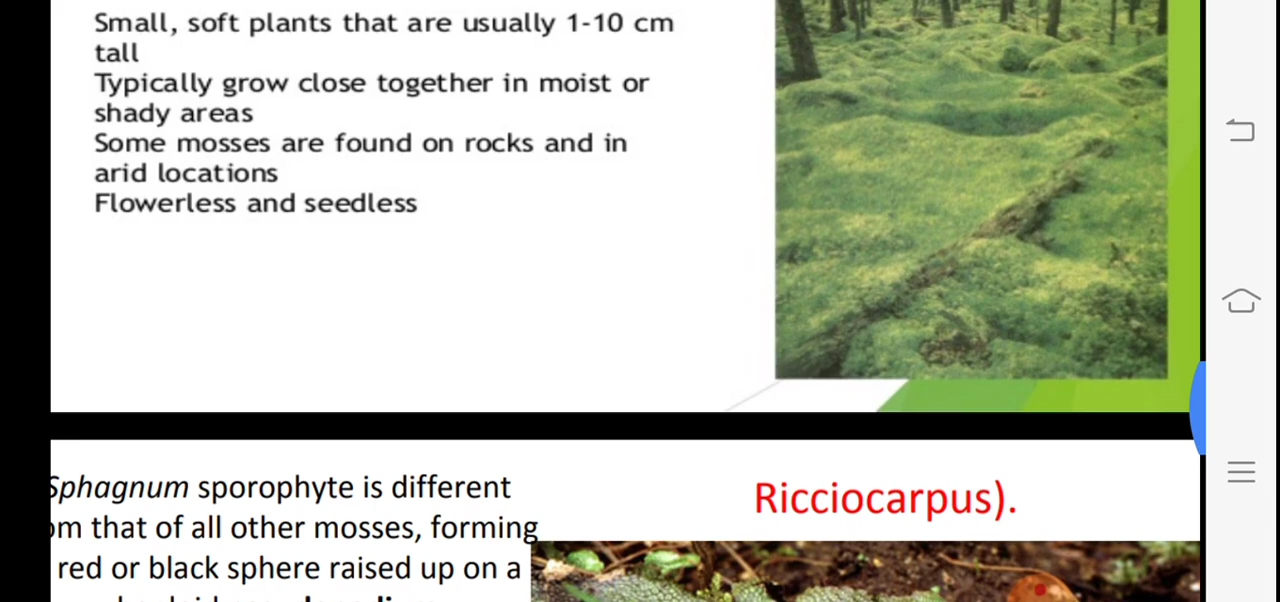 Small, soft plants that are usually 1-10 cm
tall
Typically grow close together in moist or
shady areas
Some mosses are found on rocks and in
arid locations
Flowerless and seedless
Sphagnum sporophyte is different
om that of all other mosses, forming
red or black sphere raised up on a
Ricciocarpus).